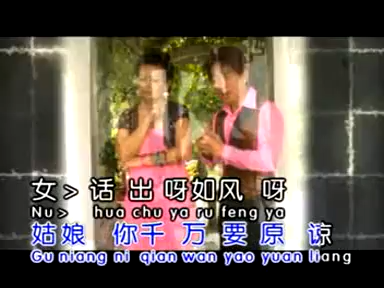 女> 话 出 呀如风 呀
Nu> hua chu ya ru feng ya
姑娘 你千 万 要 原 谅
Gu niang ni qian wan yao yuan liang